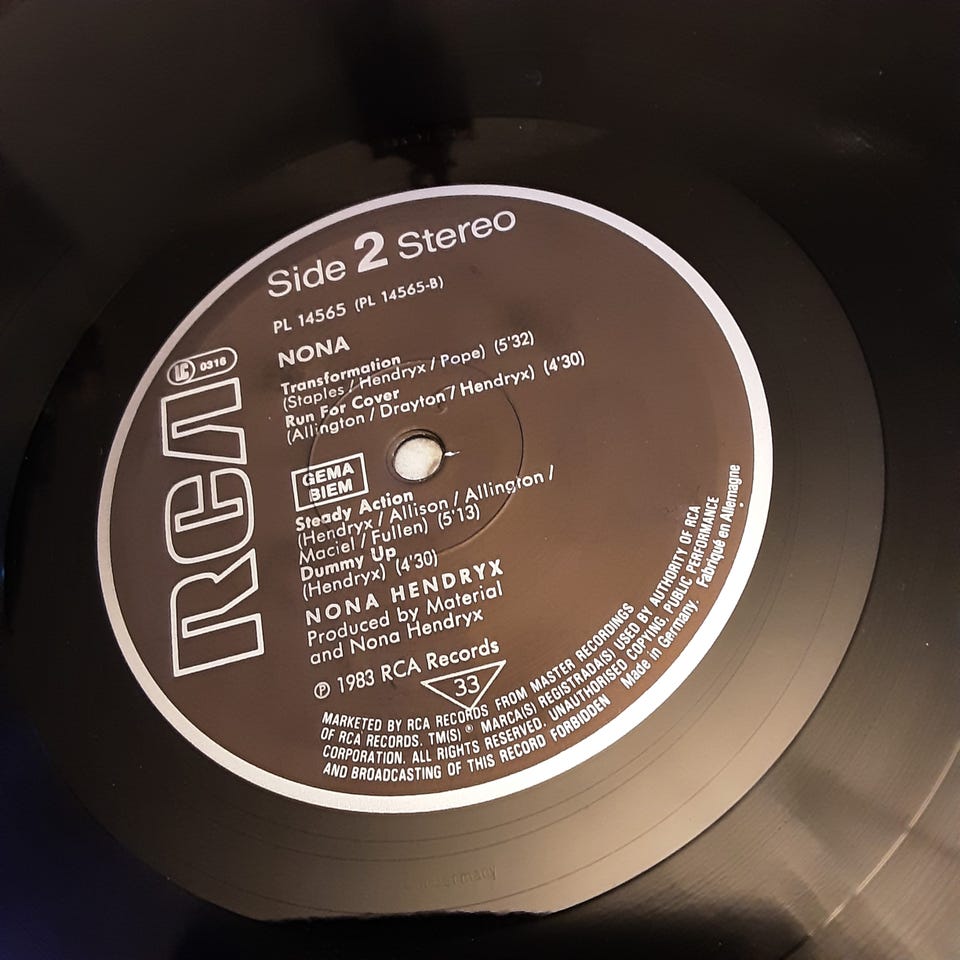 Side 2 Stereo
PL 14565 (PL 14565-B)
NONA
LC 0316
RCA
Transformation
(Staples / Hendryx / Pope) (5'32)
Run For Cover
(Allington / Drayton / Hendryx) (4'30)
GEMA
BIEM
Steady Action
(Hendryx / Allison / Allington /
Maciel / Fullen) (5'13)
Dummy Up
(Hendryx) (4'30)
NONA HENDRYX
Produced by Material
and Nona Hendryx
℗ 1983 RCA Records
33
MARKETED BY RCA RECORDS FROM MASTER RECORDINGS
OF RCA RECORDS. TM(S) ® MARCA(S) REGISTRADA(S) USED BY AUTHORITY OF RCA
CORPORATION. ALL RIGHTS RESERVED. UNAUTHORISED COPYING, PUBLIC PERFORMANCE
AND BROADCASTING OF THIS RECORD FORBIDDEN Made in Germany. Fabriqué en Allemagne